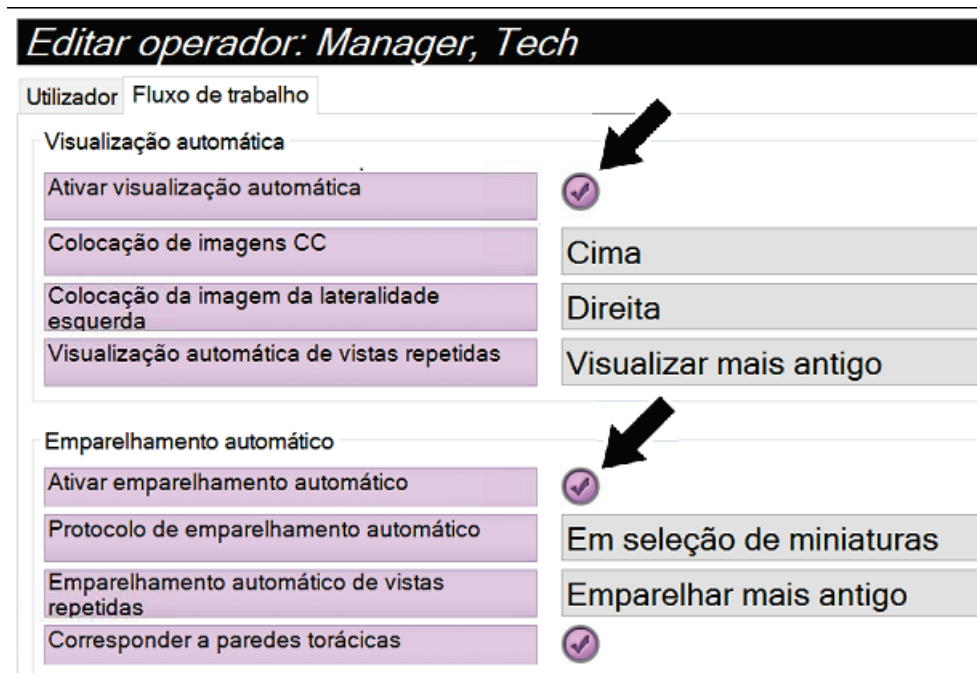 Editar operador: Manager, Tech
Utilizador Fluxo de trabalho
Visualização automática
Ativar visualização automática
Colocação de imagens CC Cima
Colocação da imagem da lateralidade
esquerda Direita
Visualização automática de vistas repetidas Visualizar mais antigo
Emparelhamento automático
Ativar emparelhamento automático
Protocolo de emparelhamento automático Em seleção de miniaturas
Emparelhamento automático de vistas
repetidas Emparelhar mais antigo
Corresponder a paredes torácicas